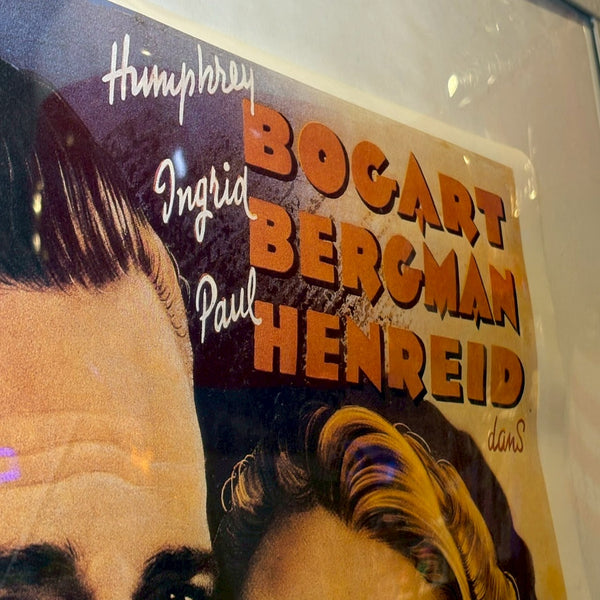 Humphrey
BOGART
Ingrid
BERGMAN
Paul
HENREID
dans